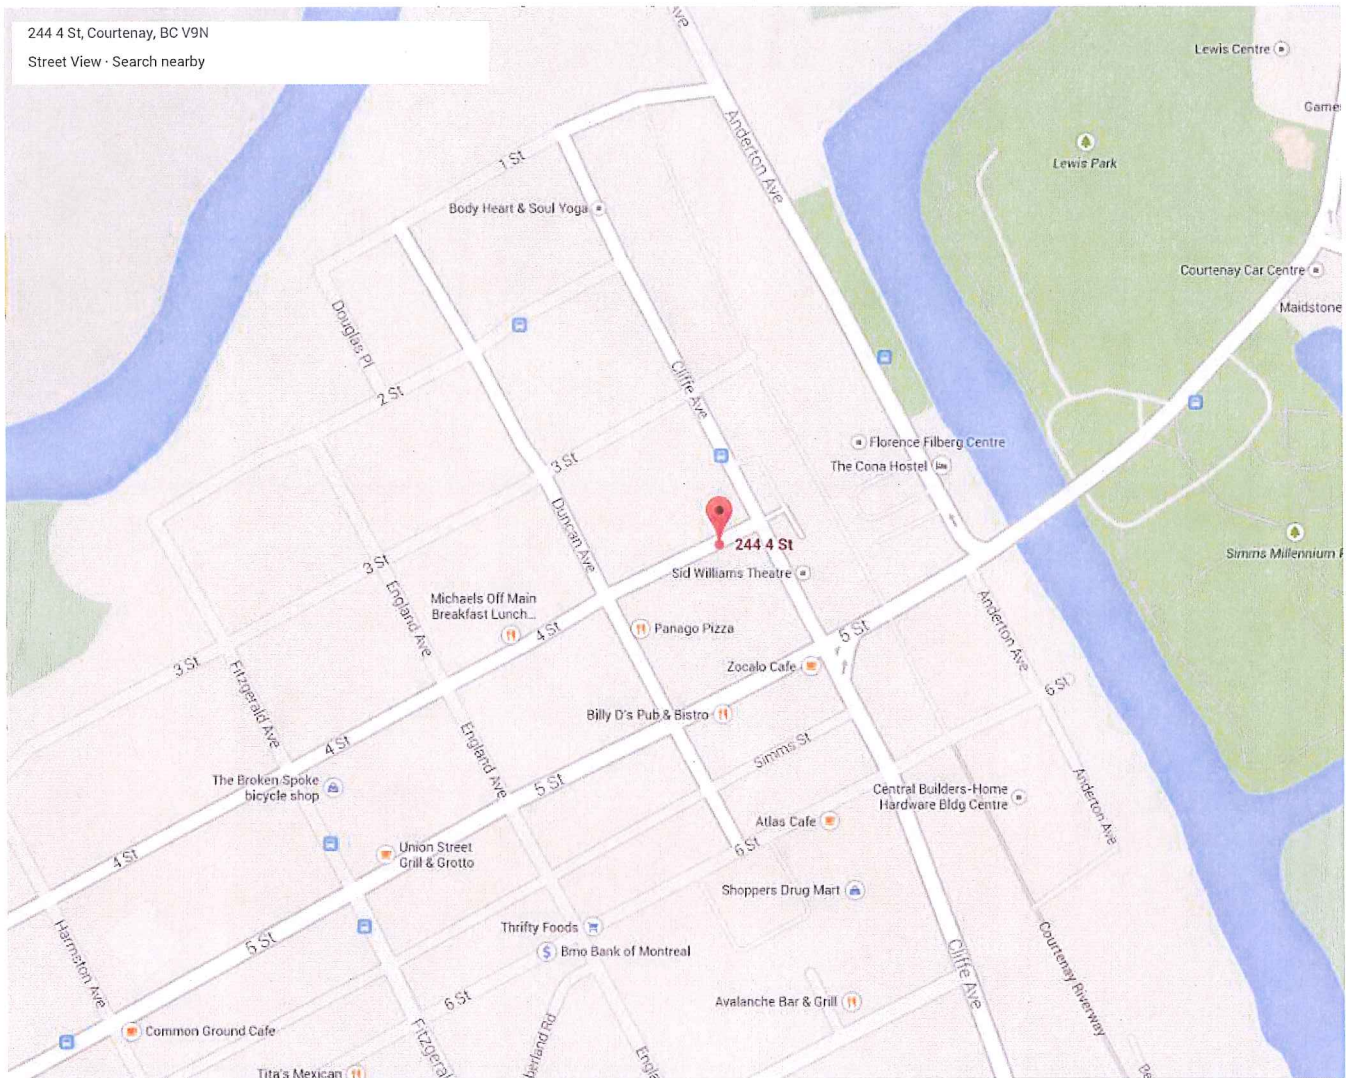 244 4 St, Courtenay, BC V9N
Street View · Search nearby
Lewis Centre
Anderton Ave
Lewis Park
1 St
Body Heart & Soul Yoga
Courtenay Car Centre
Maidstone
Douglas Pl
2 St
Cliffe Ave
Florence Filberg Centre
The Cona Hostel
3 St
Duncan Ave
244 4 St
Sid Williams Theatre
Simms Millennium
3 St
England Ave
Michaels Off Main
Breakfast Lunch...
4 St
Panago Pizza
5 St
Anderton Ave
Zocalo Cafe
6 St
3 St
Fitzgerald Ave
Billy D's Pub & Bistro
4 St
England Ave
Simms St
The Broken Spoke
bicycle shop
5 St
Central Builders-Home
Hardware Bldg Centre
Anderton Ave
Atlas Cafe
6 St
Union Street
Grill & Grotto
4 St
Shoppers Drug Mart
Thrifty Foods
Bmo Bank of Montreal
5 St
Harmston Ave
Courtenay Riverway
Cliffe Ave
6 St
Avalanche Bar & Grill
Common Ground Cafe
Tita's Mexican